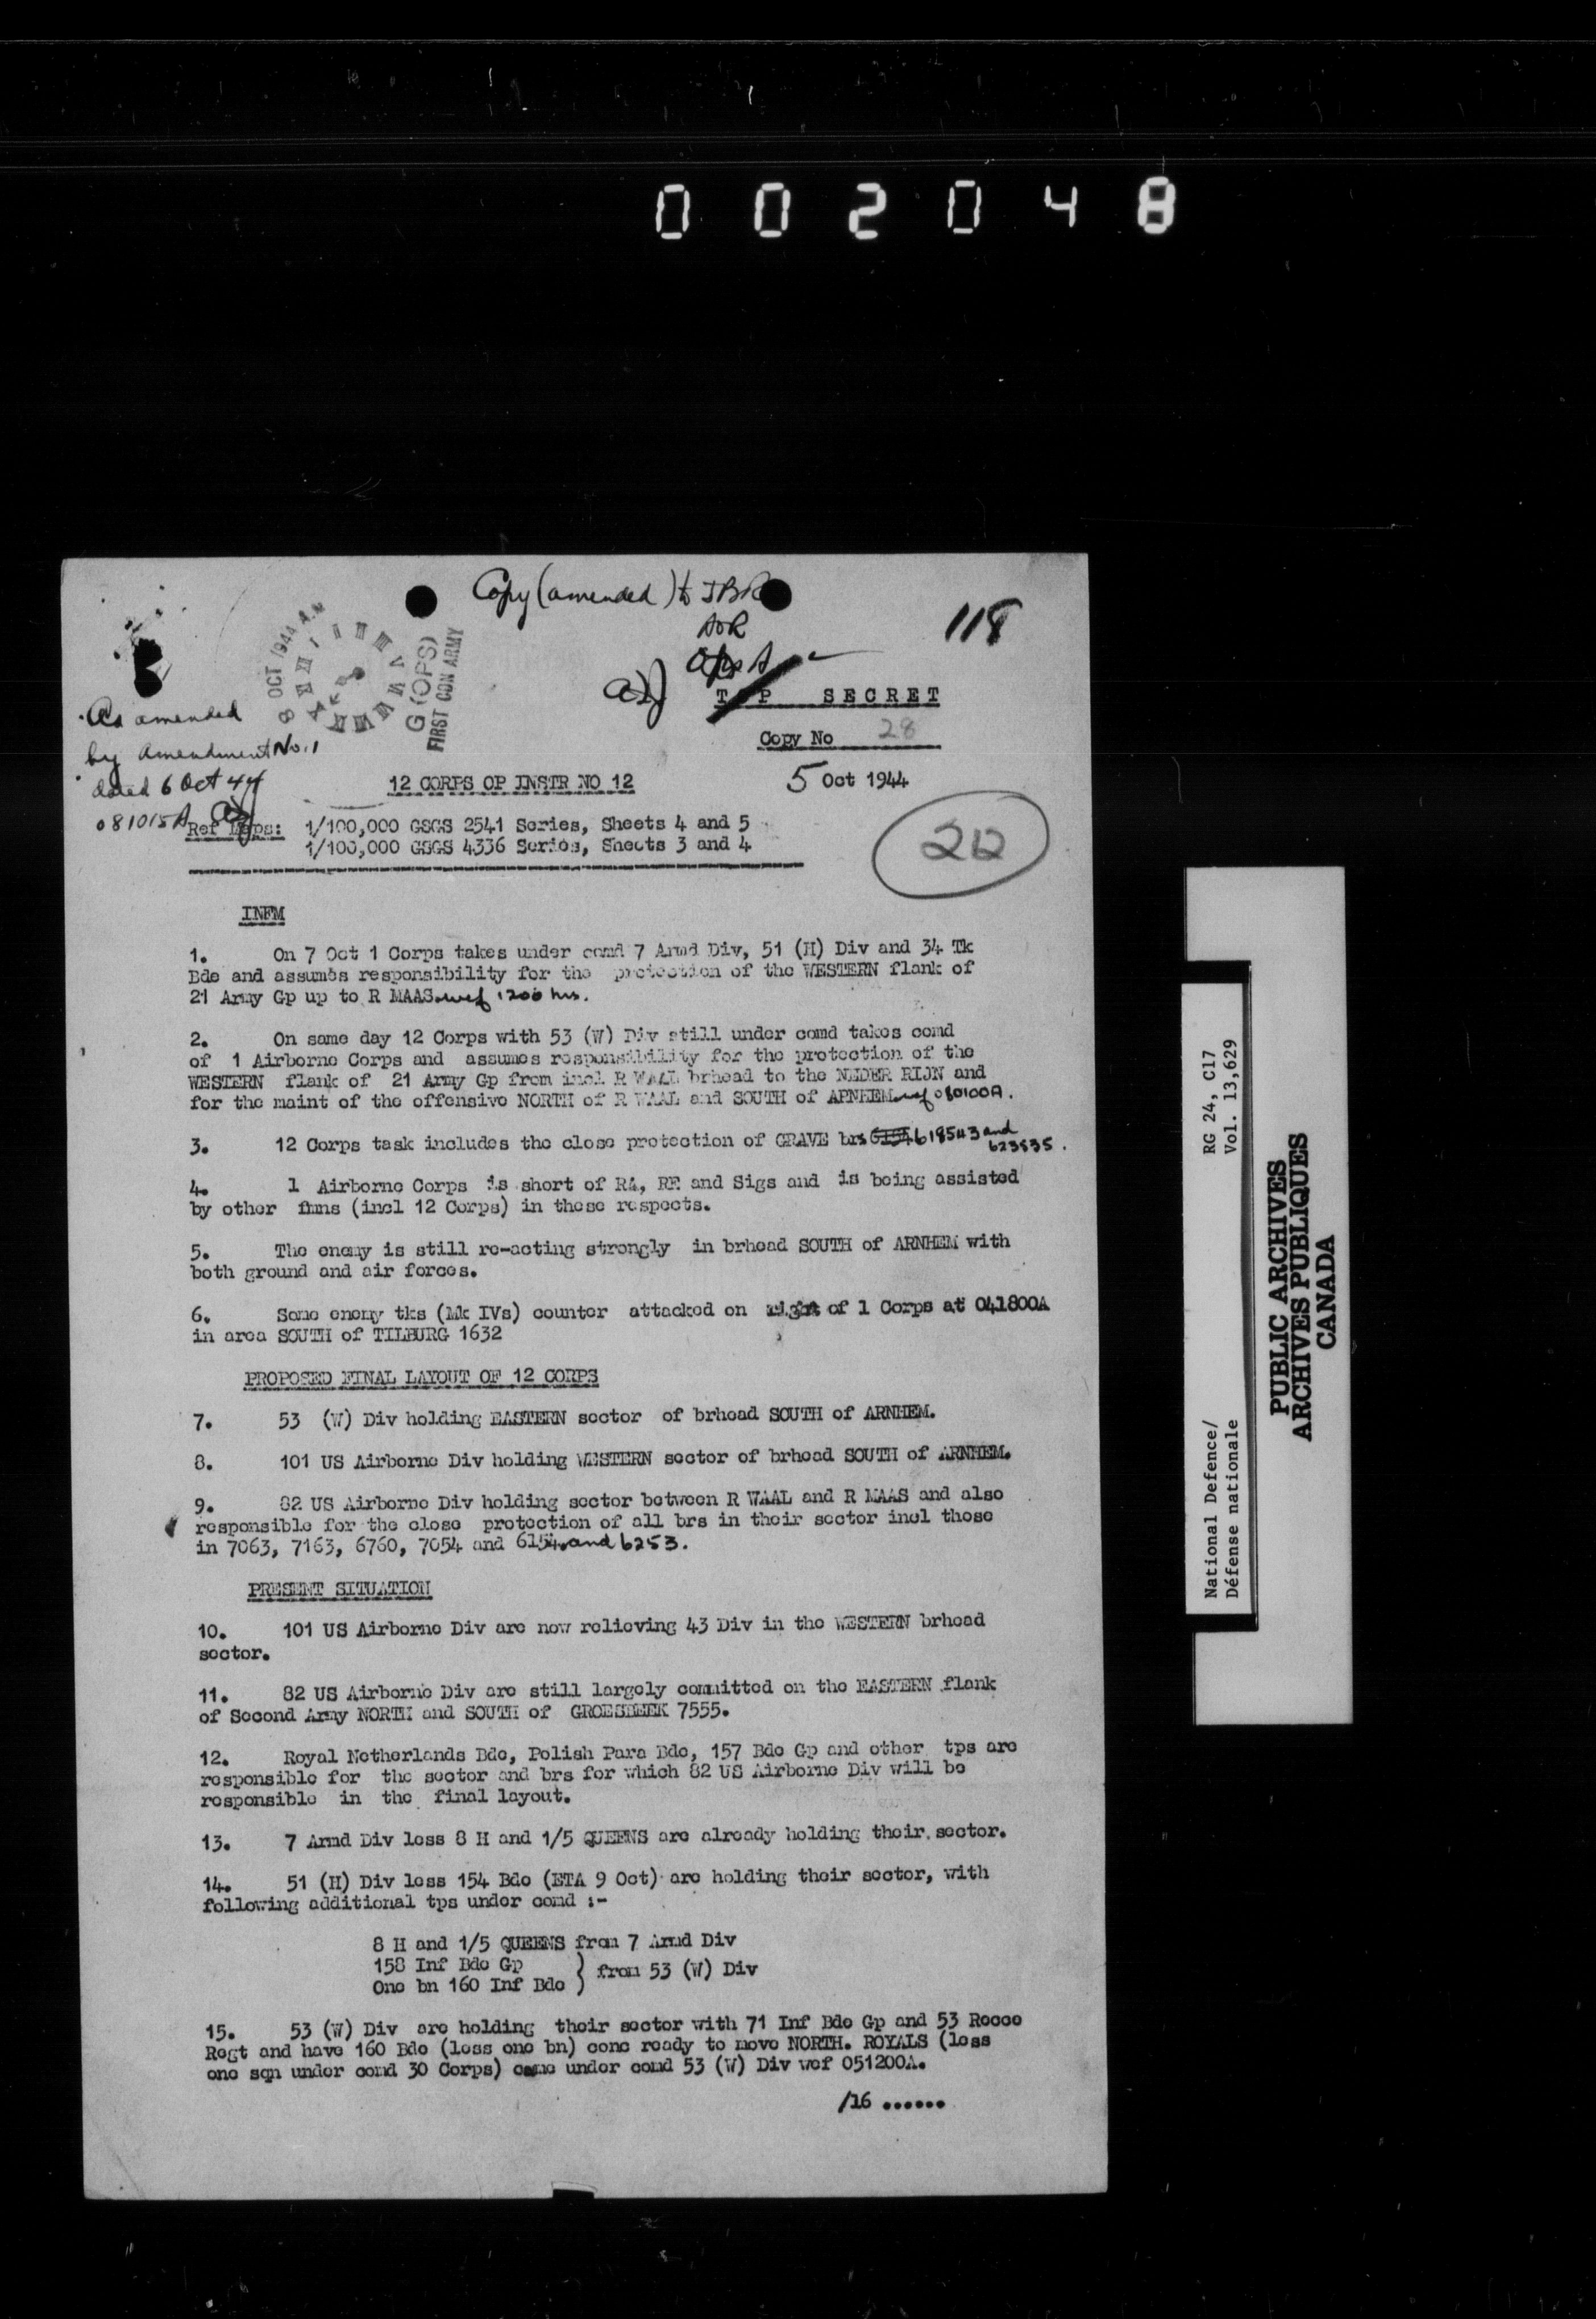 002048
Copy (amended) to
118
8 OCT 1944 A.M.
G (OPS)
FIRST CDN ARMY
Ops A
TOP SECRET
As amended
by Amendment No. 1
dated 6 Oct 44
081015A
Copy No 28
12 CORPS OP INSTR NO 12
5 Oct 1944
Ref Maps: 1/100,000 GSGS 2541 Series, Sheets 4 and 5
1/100,000 GSGS 4336 Series, Sheets 3 and 4
INFM
1. On 7 Oct 1 Corps takes under comd 7 Armd Div, 51 (H) Div and 34 Tk
Bde and assumes responsibility for the protection of the WESTERN flank of
21 Army Gp up to R MAAS. wef 1200 hrs.
2. On same day 12 Corps with 53 (W) Div still under comd takes comd
of 1 Airborne Corps and assumes responsibility for the protection of the
WESTERN flank of 21 Army Gp from incl R WAAL brhead to the NEDER RIJN and
for the maint of the offensive NORTH of R WAAL and SOUTH of ARNHEM wef 080100A.
3. 12 Corps task includes the close protection of GRAVE brs 6154 618543 and
623535.
4. 1 Airborne Corps is short of RA, RE and Sigs and is being assisted
by other fmns (incl 12 Corps) in these respects.
5. The enemy is still re-acting strongly in brhead SOUTH of ARNHEM with
both ground and air forces.
6. Some enemy tks (Mk IVs) counter attacked on right of 1 Corps at 041800A
in area SOUTH of TILBURG 1632
PROPOSED FINAL LAYOUT OF 12 CORPS
7. 53 (W) Div holding EASTERN sector of brhead SOUTH of ARNHEM.
8. 101 US Airborne Div holding WESTERN sector of brhead SOUTH of ARNHEM.
9. 82 US Airborne Div holding sector between R WAAL and R MAAS and also
responsible for the close protection of all brs in their sector incl those
in 7063, 7163, 6760, 7054 and 6154. and 6253.
PRESENT SITUATION
10. 101 US Airborne Div are now relieving 43 Div in the WESTERN brhead
sector.
11. 82 US Airborne Div are still largely committed on the EASTERN flank
of Second Army NORTH and SOUTH of GROESBEEK 7555.
12. Royal Netherlands Bde, Polish Para Bde, 157 Bde Gp and other tps are
responsible for the sector and brs for which 82 US Airborne Div will be
responsible in the final layout.
13. 7 Armd Div less 8 H and 1/5 QUEENS are already holding their sector.
14. 51 (H) Div less 154 Bde (ETA 9 Oct) are holding their sector, with
following additional tps under comd :-
8 H and 1/5 QUEENS from 7 Armd Div
158 Inf Bde Gp
One bn 160 Inf Bde } from 53 (W) Div
15. 53 (W) Div are holding their sector with 71 Inf Bde Gp and 53 Recce
Regt and have 160 Bde (less one bn) conc ready to move NORTH. ROYALS (less
one sqn under comd 30 Corps) came under comd 53 (W) Div wef 051200A.
/16 ......
National Defence/
Défense nationale
RG 24, C17
Vol. 13,629
PUBLIC ARCHIVES
ARCHIVES PUBLIQUES
CANADA